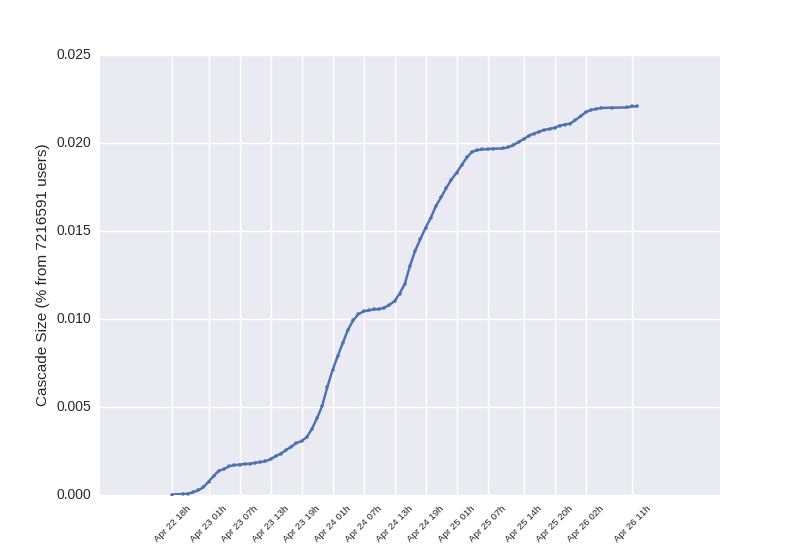 0.025
0.020
0.015
0.010
0.005
0.000
Cascade Size (% from 7216591 users)
Apr 22 18h
Apr 23 01h
Apr 23 07h
Apr 23 13h
Apr 23 19h
Apr 24 01h
Apr 24 07h
Apr 24 13h
Apr 24 19h
Apr 25 01h
Apr 25 07h
Apr 25 14h
Apr 25 20h
Apr 26 02h
Apr 26 11h